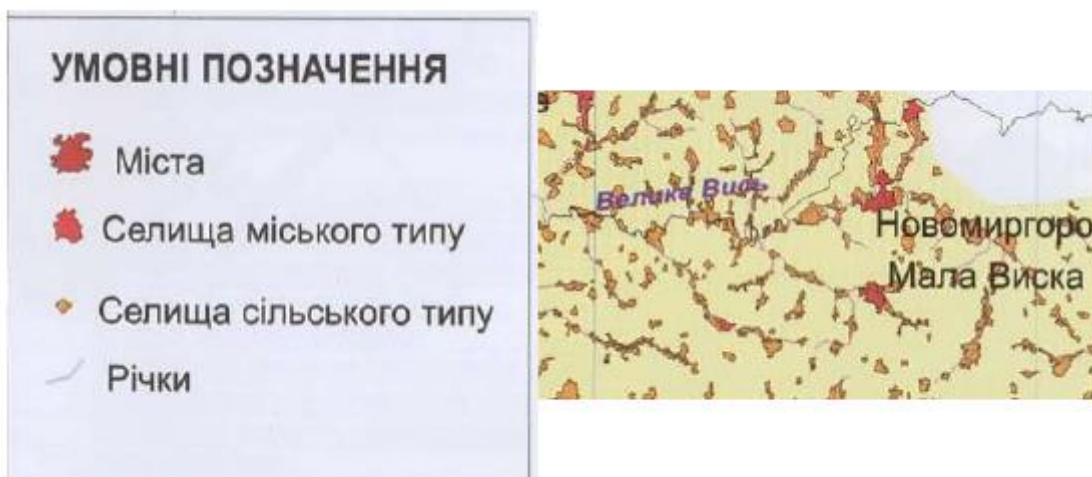 УМОВНІ ПОЗНАЧЕННЯ
Міста
Селища міського типу
Селища сільського типу
Річки
Велика Вись
Новомиргоро
Мала Виска